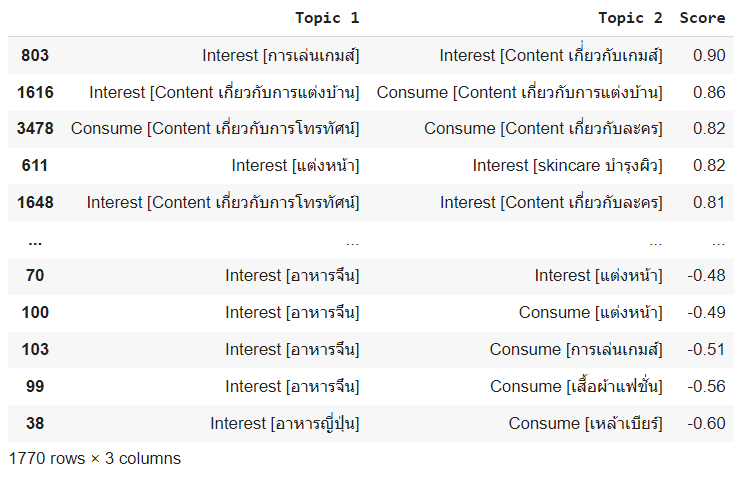 Topic 1 Topic 2 Score
803 Interest [การเล่นเกมส์] Interest [Content เกี่ยวกับเกมส์] 0.90
1616 Interest [Content เกี่ยวกับการแต่งบ้าน] Consume [Content เกี่ยวกับการแต่งบ้าน] 0.86
3478 Consume [Content เกี่ยวกับการโทรทัศน์] Consume [Content เกี่ยวกับละคร] 0.82
611 Interest [แต่งหน้า] Interest [skincare บำรุงผิว] 0.82
1648 Interest [Content เกี่ยวกับการโทรทัศน์] Interest [Content เกี่ยวกับละคร] 0.81
... ... ... ...
70 Interest [อาหารจีน] Interest [แต่งหน้า] -0.48
100 Interest [อาหารจีน] Consume [แต่งหน้า] -0.49
103 Interest [อาหารจีน] Consume [การเล่นเกมส์] -0.51
99 Interest [อาหารจีน] Consume [เสื้อผ้าแฟชั่น] -0.56
38 Interest [อาหารญี่ปุ่น] Consume [เหล้าเบียร์] -0.60
1770 rows × 3 columns